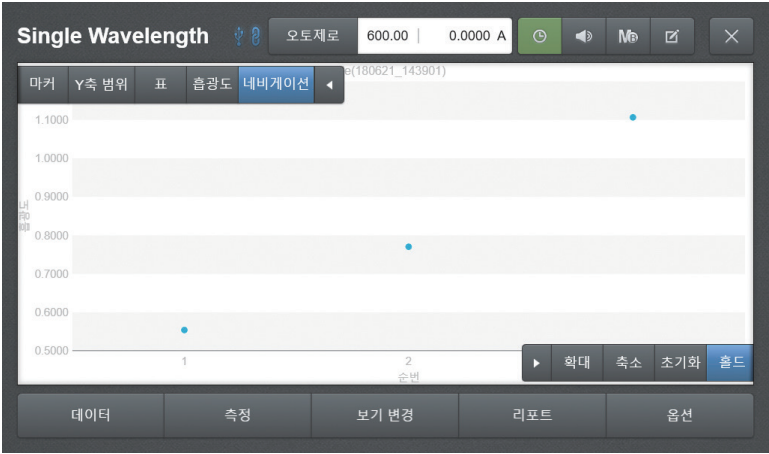 Single Wavelength 오토제로 600.00 0.0000 A
마커 Y축 범위 표 흡광도 네비게이션
e(180621_143901)
1.1000
1.0000
0.9000
흡광도
0.8000
0.7000
0.6000
0.5000
1 2
순번
확대 축소 초기화 홀드
데이터 측정 보기 변경 리포트 옵션